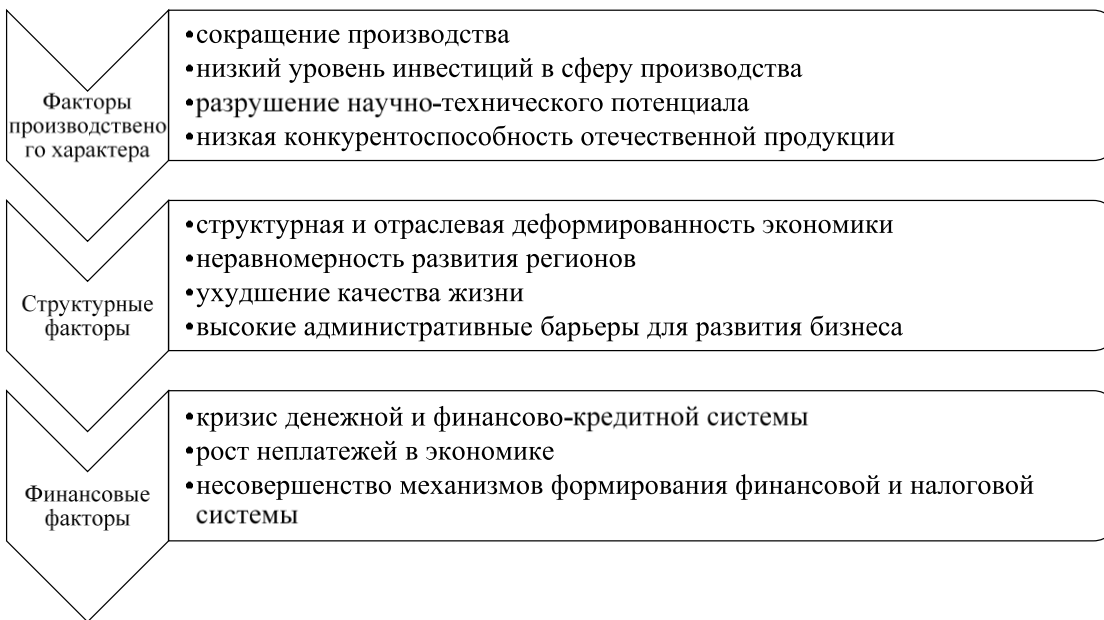 Факторы
производствено
го характера
•сокращение производства
•низкий уровень инвестиций в сферу производства
•разрушение научно-технического потенциала
•низкая конкурентоспособность отечественной продукции
Структурные
факторы
•структурная и отраслевая деформированность экономики
•неравномерность развития регионов
•ухудшение качества жизни
•высокие административные барьеры для развития бизнеса
Финансовые
факторы
•кризис денежной и финансово-кредитной системы
•рост неплатежей в экономике
•несовершенство механизмов формирования финансовой и налоговой
системы